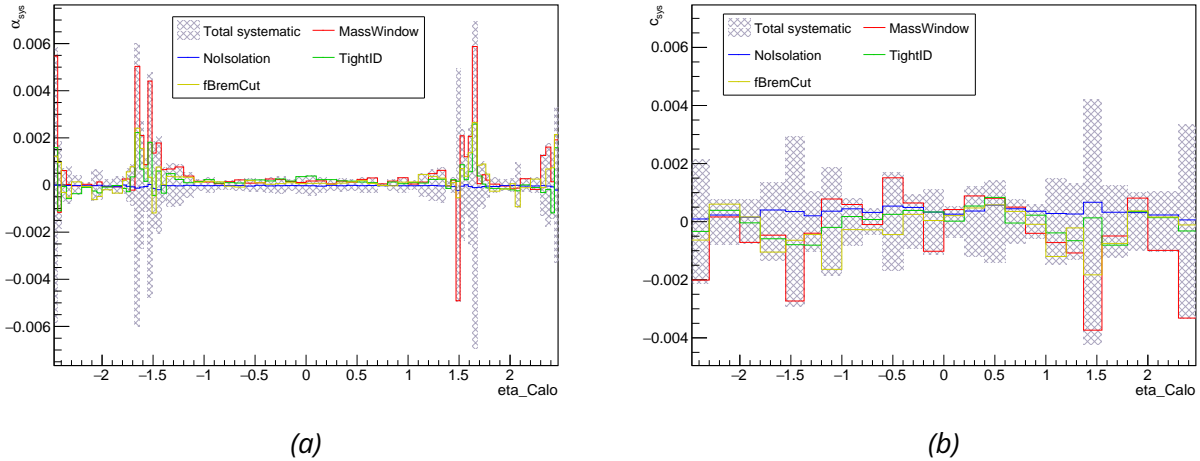 α_sys
Total systematic
MassWindow
NoIsolation
TightID
fBremCut
0.006
0.004
0.002
0
−0.002
−0.004
−0.006
−2 −1.5 −1 −0.5 0 0.5 1 1.5 2
eta_Calo
(a)
c_sys
Total systematic
MassWindow
NoIsolation
TightID
fBremCut
0.006
0.004
0.002
0
−0.002
−0.004
−2 −1.5 −1 −0.5 0 0.5 1 1.5 2
eta_Calo
(b)